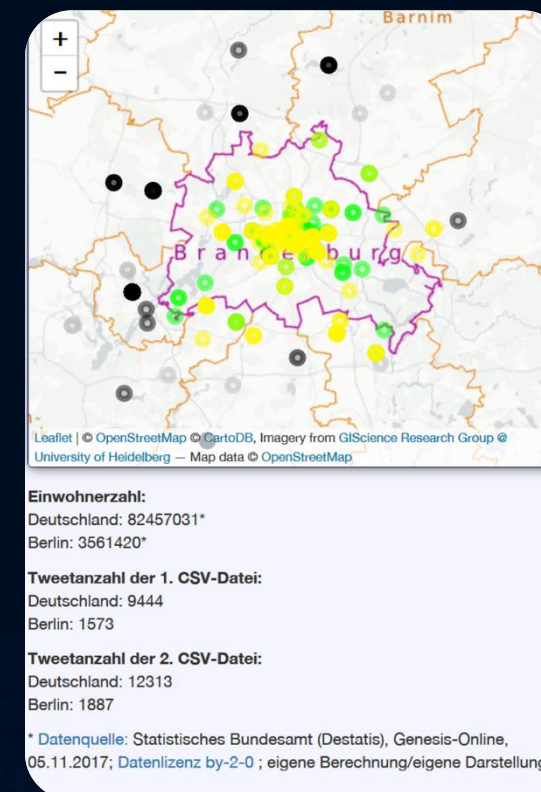 Barnim
+
−
Brandenburg
Leaflet | © OpenStreetMap © CartoDB, Imagery from GIScience Research Group @
University of Heidelberg — Map data © OpenStreetMap
Einwohnerzahl:
Deutschland: 82457031*
Berlin: 3561420*
Tweetanzahl der 1. CSV-Datei:
Deutschland: 9444
Berlin: 1573
Tweetanzahl der 2. CSV-Datei:
Deutschland: 12313
Berlin: 1887
* Datenquelle: Statistisches Bundesamt (Destatis), Genesis-Online,
05.11.2017; Datenlizenz by-2-0 ; eigene Berechnung/eigene Darstellung